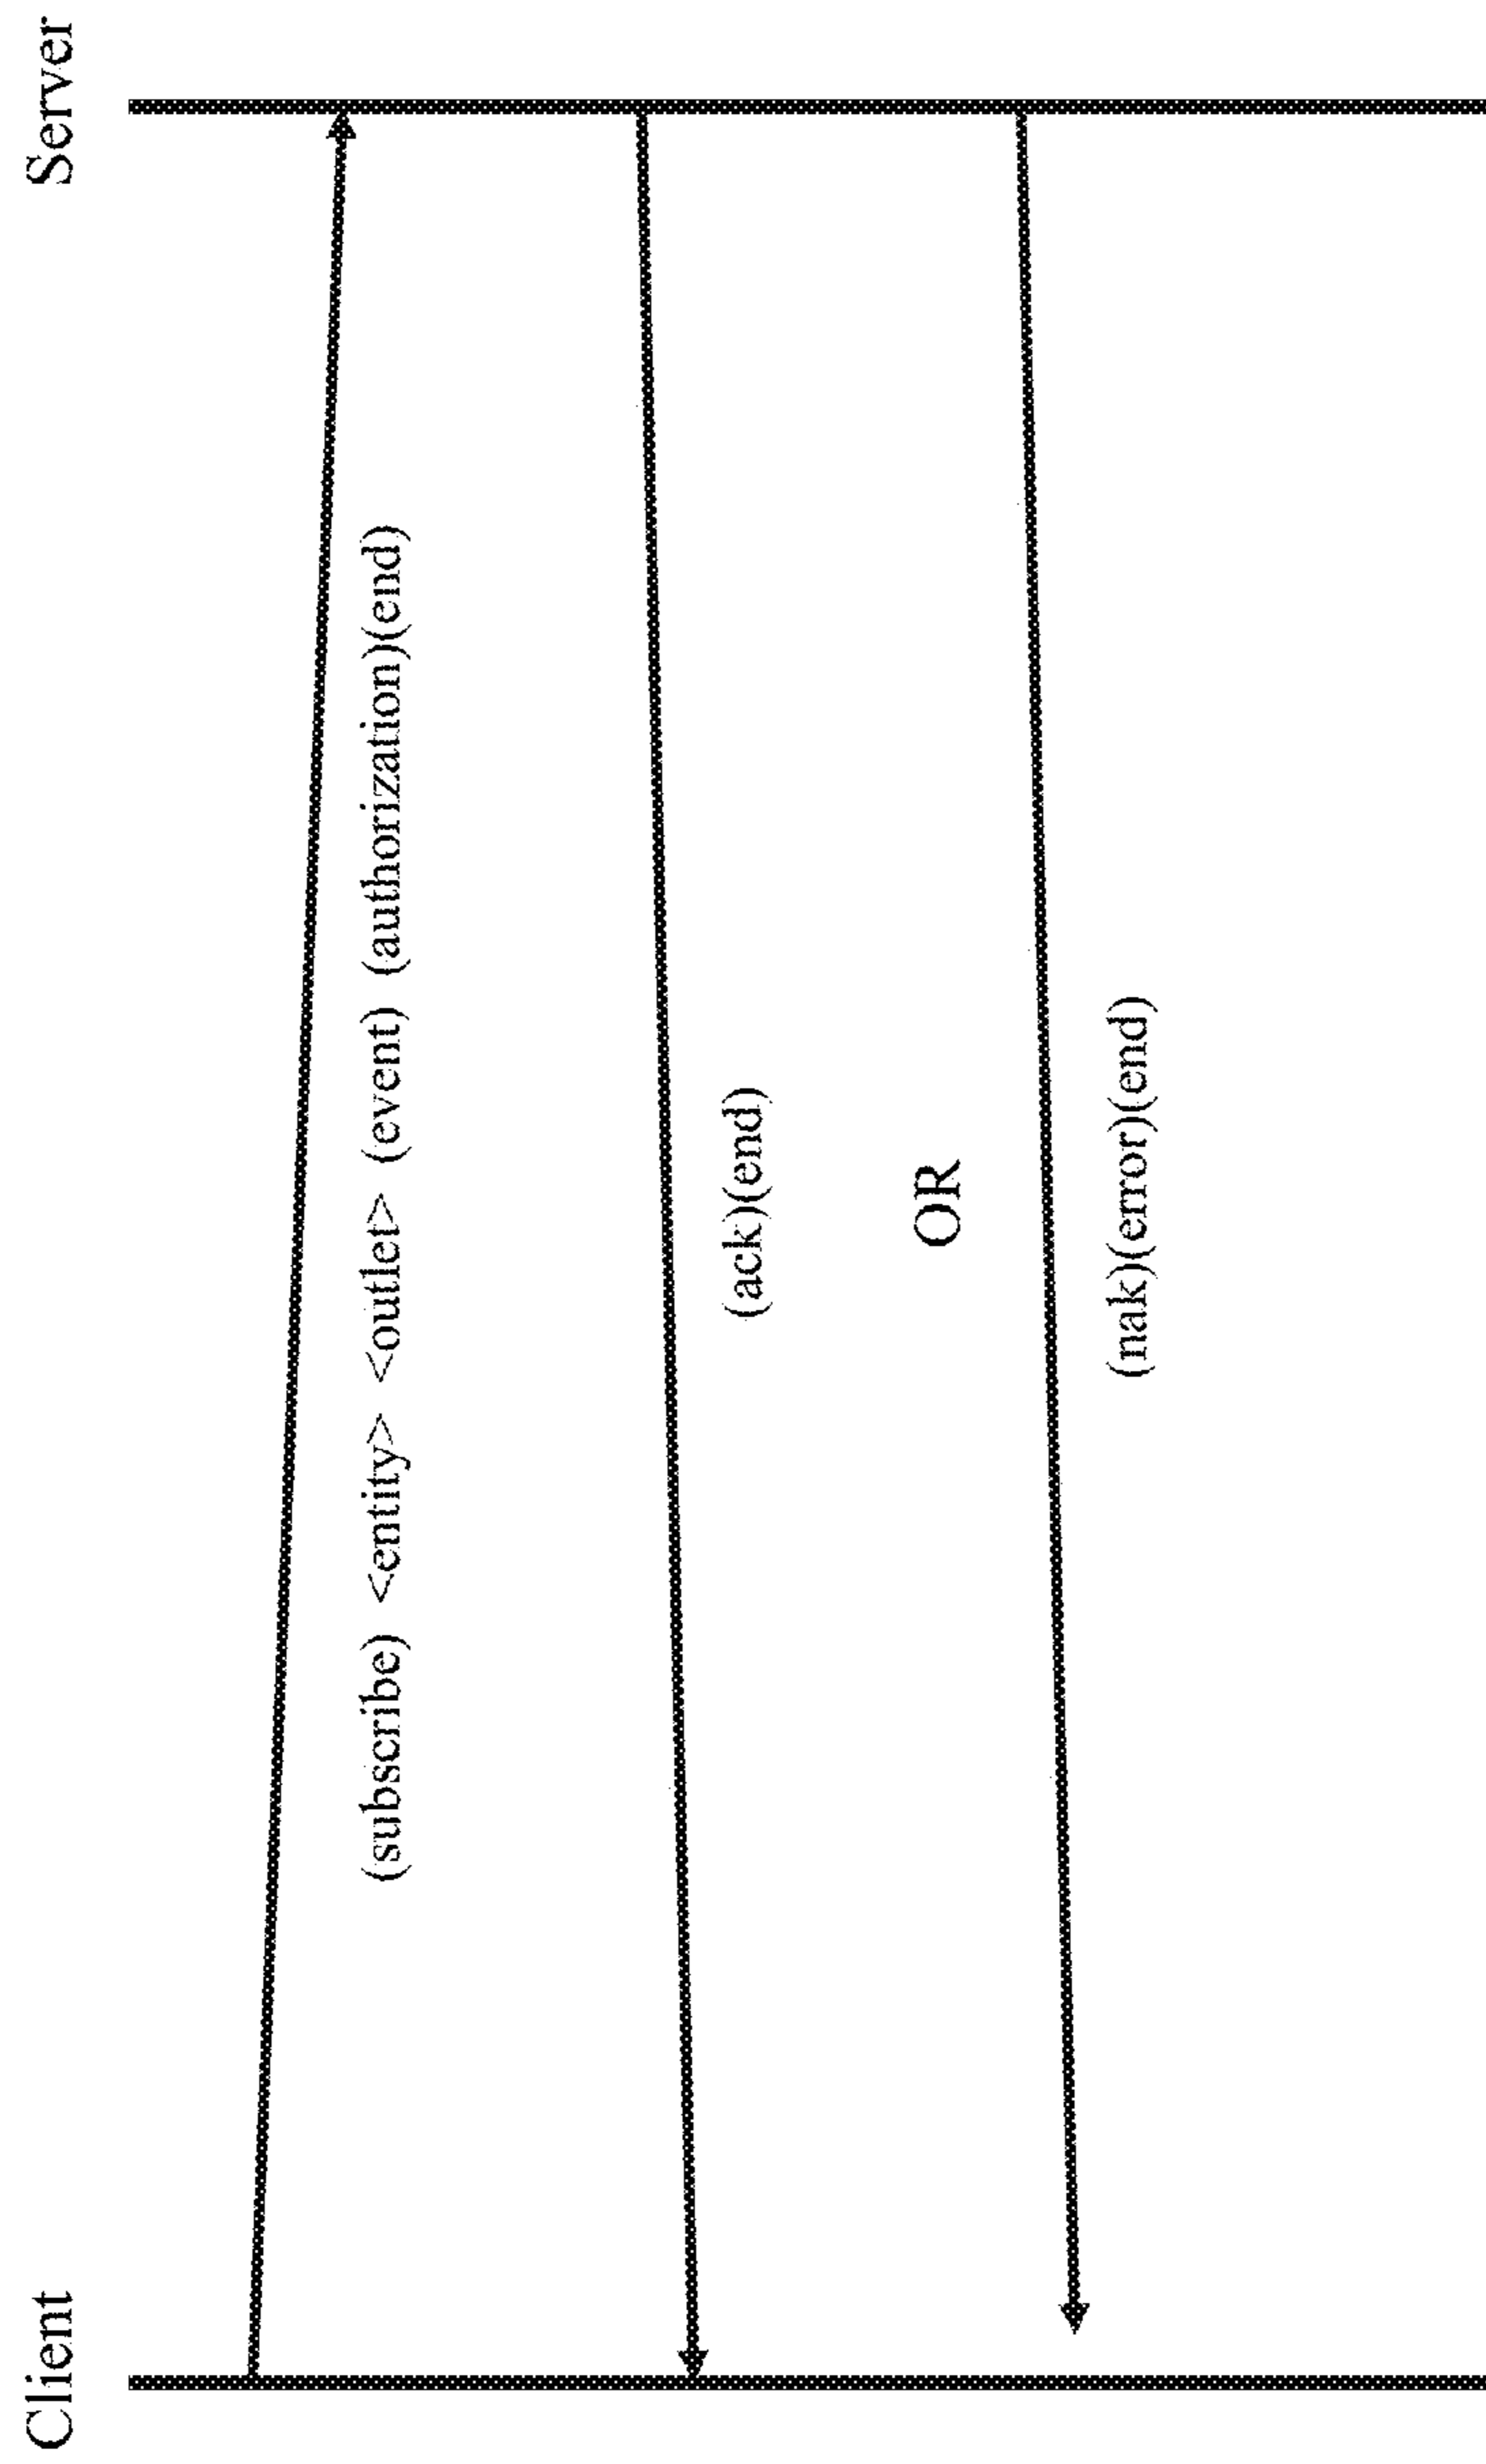 Client
Server
(subscribe) <entity> <outlet> (event) (authorization)(end)
(ack)(end)
OR
(nak)(error)(end)